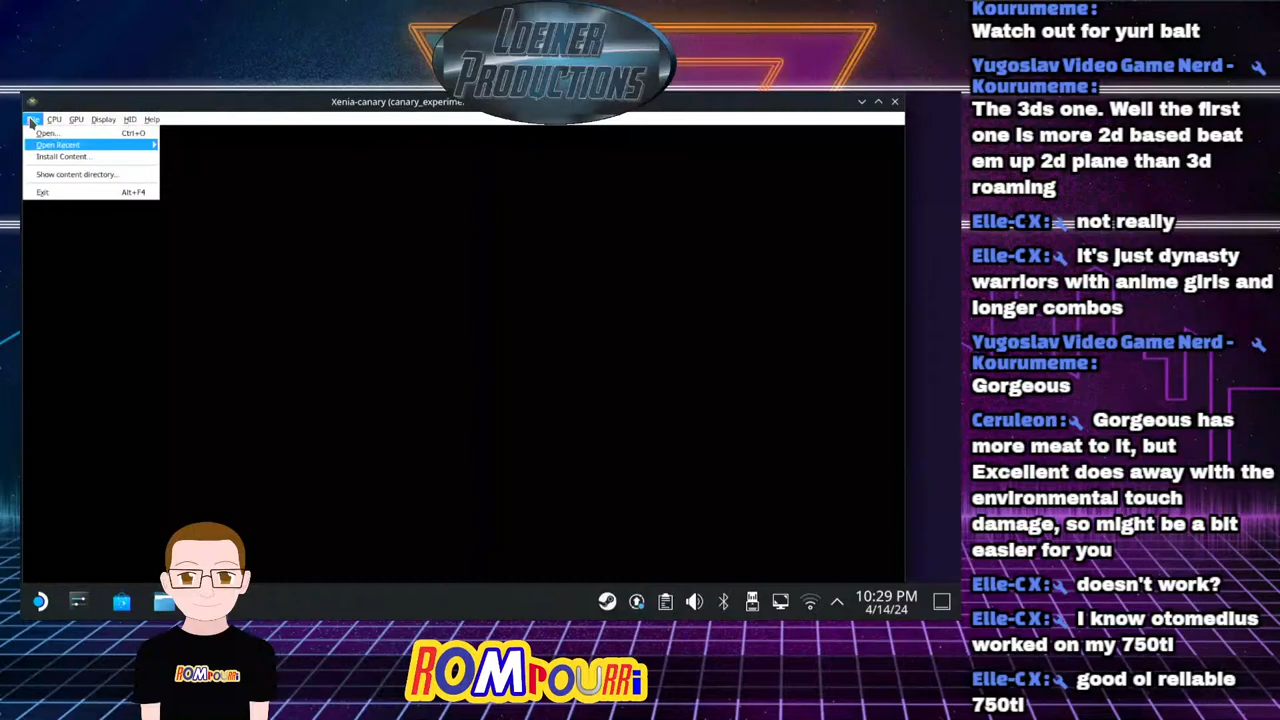 LOEINER
PRODUCTIONS
Xenia-canary (canary_experime
File CPU GPU Display HID Help
Open... Ctrl+O
Open Recent
Install Content...
Show content directory...
Exit Alt+F4
10:29 PM
4/14/24
ROMPOURRi
ROMPOURRi
Kourumeme:
Watch out for yuri bait
Yugoslav Video Game Nerd -
Kourumeme:
The 3ds one. Well the first
one is more 2d based beat
em up 2d plane than 3d
roaming
Elle-CX: not really
Elle-CX: It's just dynasty
warriors with anime girls and
longer combos
Yugoslav Video Game Nerd -
Kourumeme:
Gorgeous
Ceruleon: Gorgeous has
more meat to it, but
Excellent does away with the
environmental touch
damage, so might be a bit
easier for you
Elle-CX: doesn't work?
Elle-CX: I know otomedius
worked on my 750ti
Elle-CX: good ol reliable
750ti